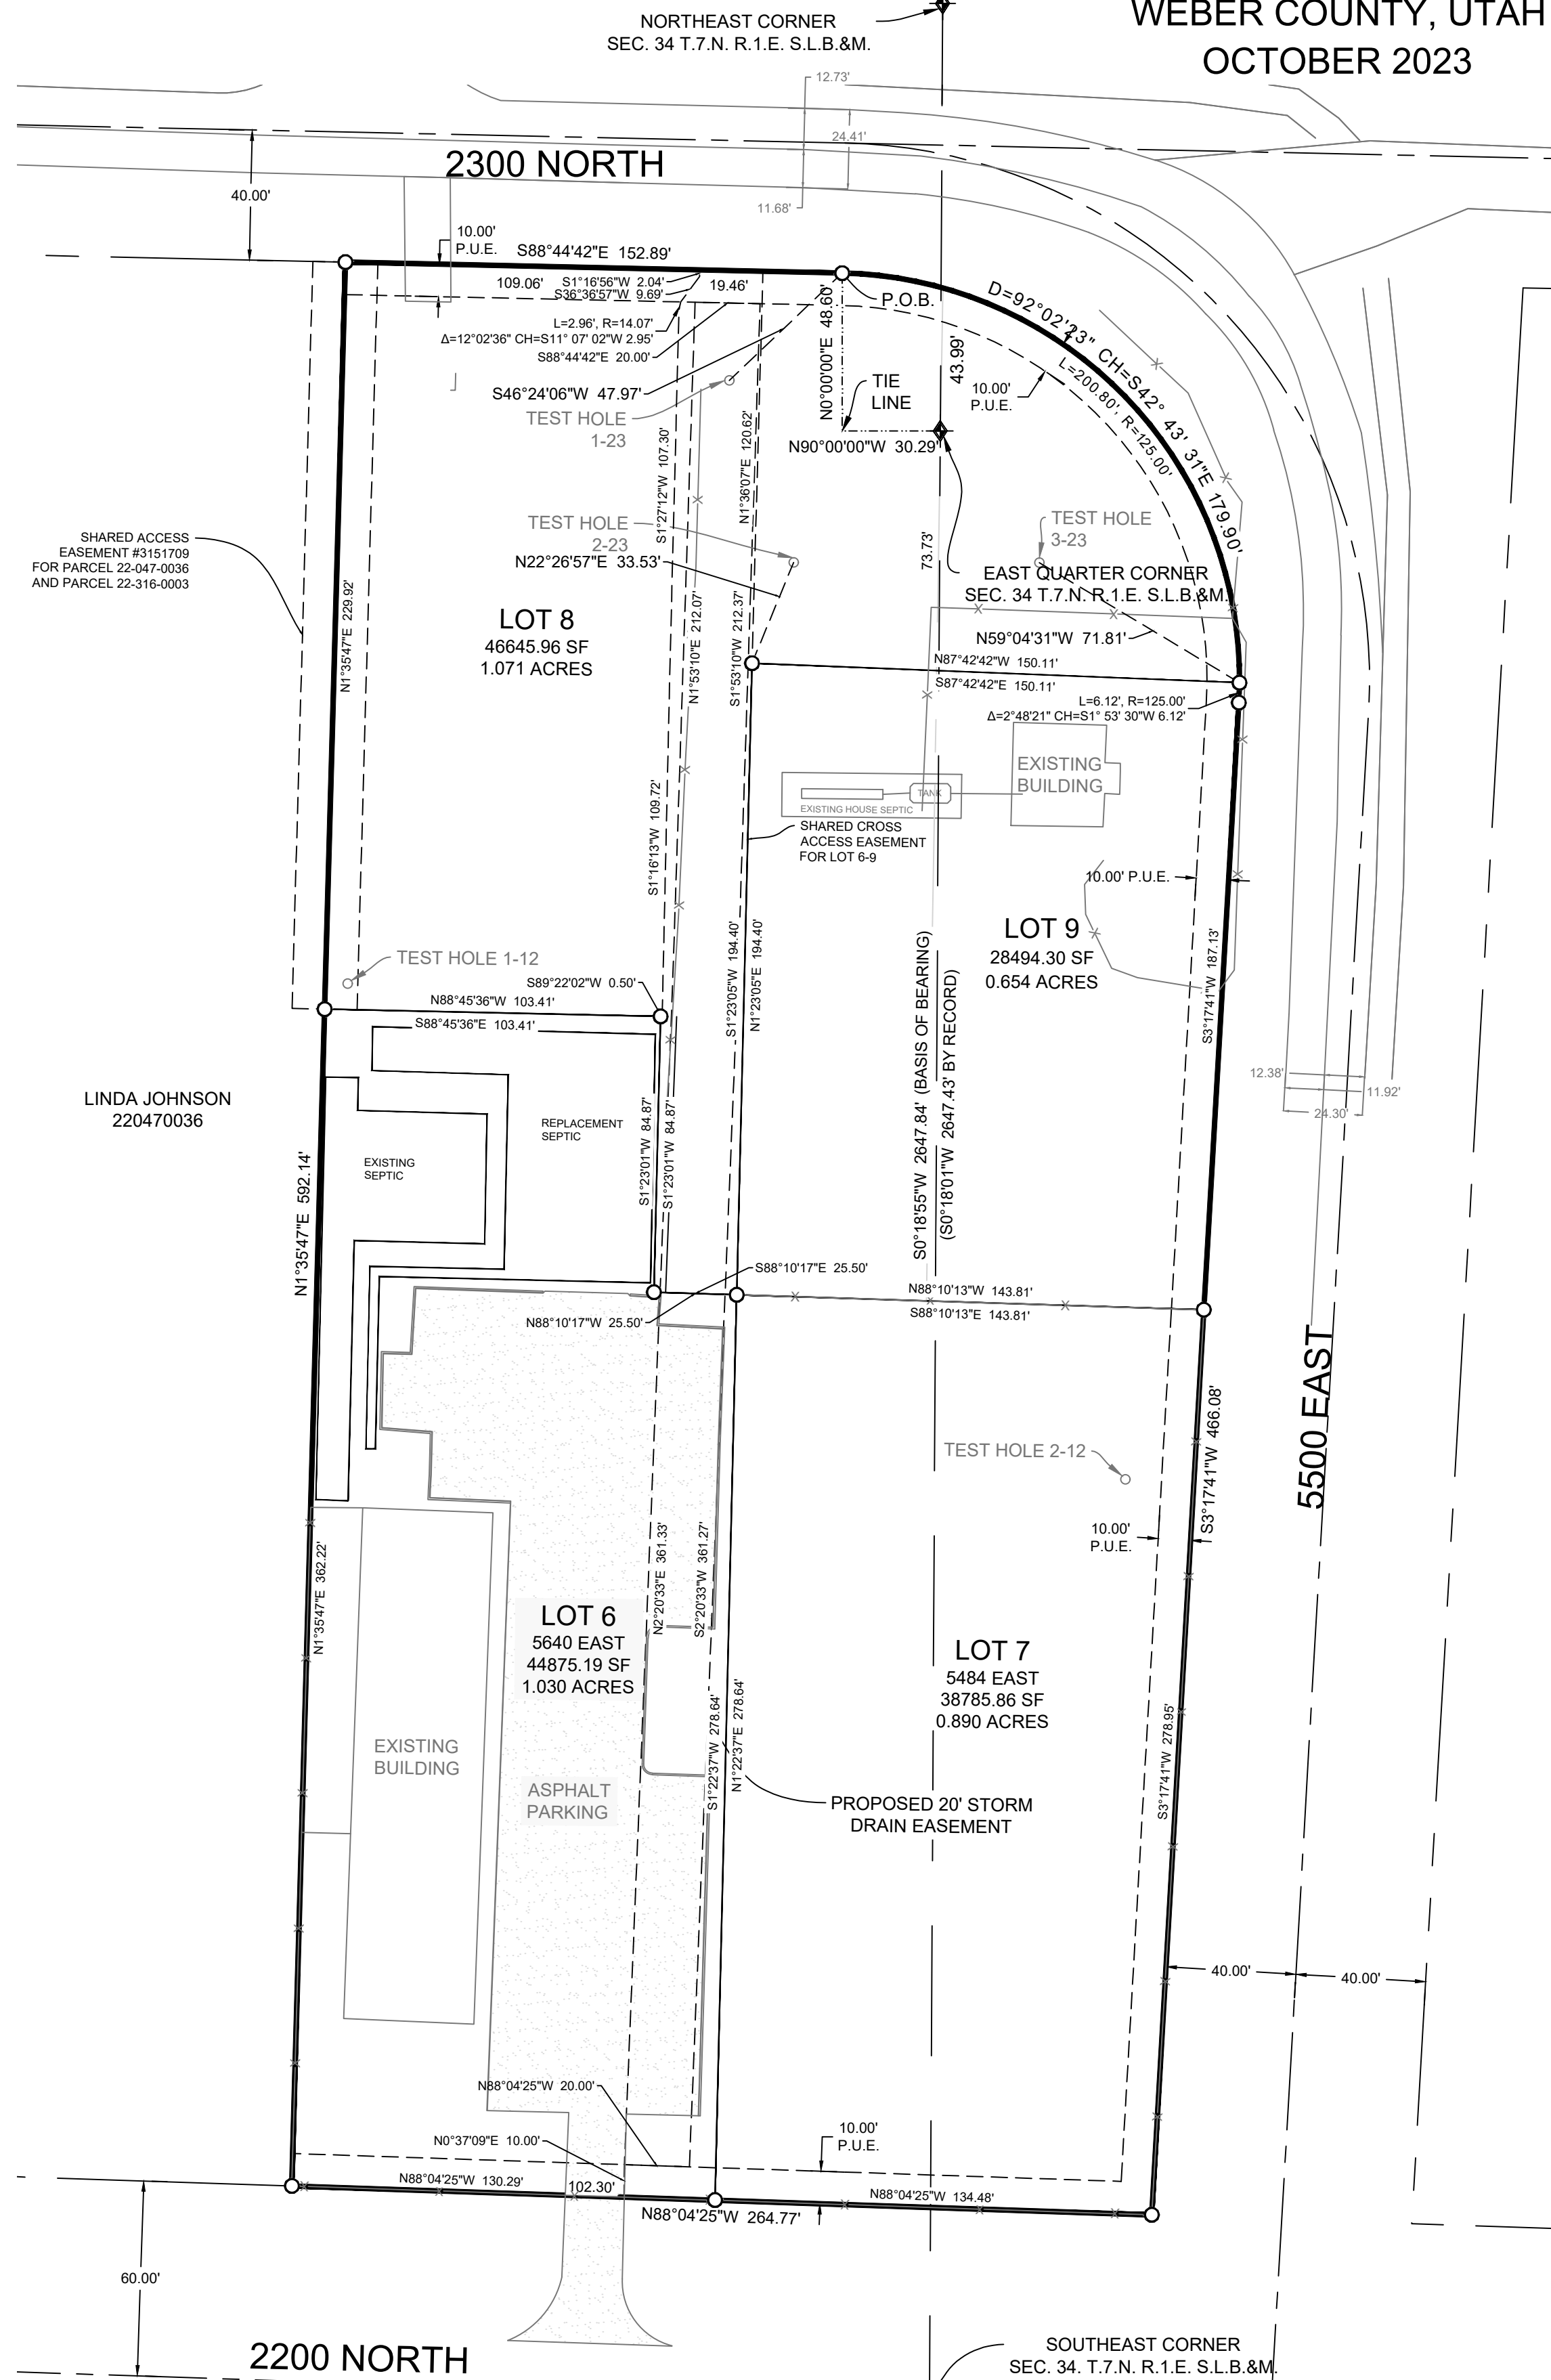 WEBER COUNTY, UTAH
OCTOBER 2023
NORTHEAST CORNER
SEC. 34 T.7.N. R.1.E. S.L.B.&M.
12.73'
24.41'
11.68'
2300 NORTH
40.00'
10.00'
P.U.E.
S88°44'42"E 152.89'
109.06'
S1°16'56"W 2.04'
S36°36'57"W 9.69'
19.46'
L=2.96', R=14.07'
Δ=12°02'36" CH=S11° 07' 02"W 2.95'
S88°44'42"E 20.00'
S46°24'06"W 47.97'
TEST HOLE
1-23
P.O.B.
N0°00'00"E 48.60'
43.99'
TIE
LINE
N90°00'00"W 30.29'
D=92°02'23" CH=S42° 43' 31"E 179.90'
L=200.80', R=125.00'
10.00'
P.U.E.
S1°27'12"W 107.30'
N1°36'07"E 120.62'
TEST HOLE
2-23
N22°26'57"E 33.53'
73.73'
TEST HOLE
3-23
EAST QUARTER CORNER
SEC. 34 T.7.N. R.1.E. S.L.B.&M.
N59°04'31"W 71.81'
SHARED ACCESS
EASEMENT #3151709
FOR PARCEL 22-047-0036
AND PARCEL 22-316-0003
N1°35'47"E 229.92'
LOT 8
46645.96 SF
1.071 ACRES
N1°53'10"E 212.07'
S1°53'10"W 212.37'
N87°42'42"W 150.11'
S87°42'42"E 150.11'
L=6.12', R=125.00'
Δ=2°48'21" CH=S1° 53' 30"W 6.12'
EXISTING
BUILDING
TANK
EXISTING HOUSE SEPTIC
SHARED CROSS
ACCESS EASEMENT
FOR LOT 6-9
S1°16'13"W 109.72'
10.00' P.U.E.
LOT 9
28494.30 SF
0.654 ACRES
S3°17'41"W 187.13'
S1°23'05"W 194.40'
N1°23'05"E 194.40'
S0°18'55"W 2647.84' (BASIS OF BEARING)
(S0°18'01"W 2647.43' BY RECORD)
TEST HOLE 1-12
S89°22'02"W 0.50'
N88°45'36"W 103.41'
S88°45'36"E 103.41'
LINDA JOHNSON
220470036
N1°35'47"E 592.14'
REPLACEMENT
SEPTIC
EXISTING
SEPTIC
S1°23'01"W 84.87'
S1°23'01"W 84.87'
12.38'
11.92'
24.30'
S88°10'17"E 25.50'
N88°10'17"W 25.50'
N88°10'13"W 143.81'
S88°10'13"E 143.81'
5500 EAST
S3°17'41"W 466.08'
TEST HOLE 2-12
10.00'
P.U.E.
N1°35'47"E 362.22'
N2°20'33"E 361.33'
S2°20'33"W 361.27'
LOT 6
5640 EAST
44875.19 SF
1.030 ACRES
LOT 7
5484 EAST
38785.86 SF
0.890 ACRES
S3°17'41"W 278.95'
S1°22'37"W 278.64'
N1°22'37"E 278.64'
EXISTING
BUILDING
ASPHALT
PARKING
PROPOSED 20' STORM
DRAIN EASEMENT
40.00'
40.00'
N88°04'25"W 20.00'
N0°37'09"E 10.00'
10.00'
P.U.E.
N88°04'25"W 130.29'
102.30'
N88°04'25"W 134.48'
N88°04'25"W 264.77'
60.00'
2200 NORTH
SOUTHEAST CORNER
SEC. 34. T.7.N. R.1.E. S.L.B.&M.